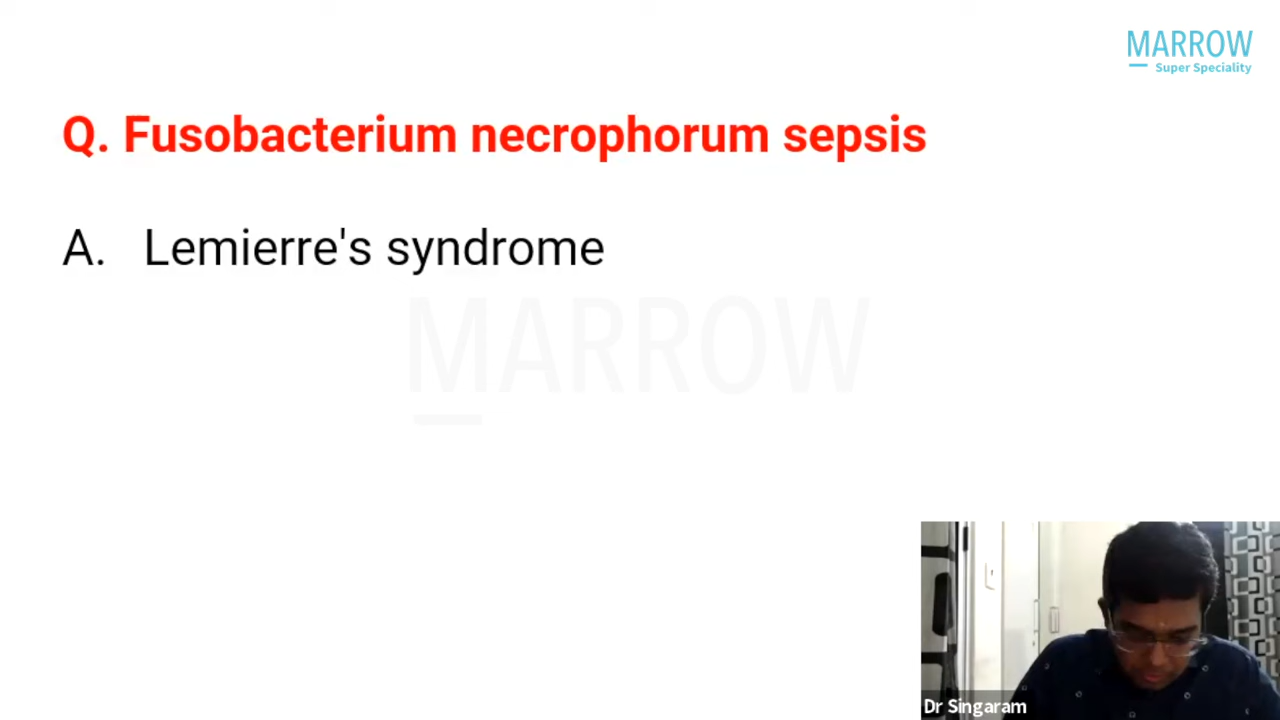 MARROW
Super Speciality
Q. Fusobacterium necrophorum sepsis
A. Lemierre's syndrome
MARROW
Dr Singaram